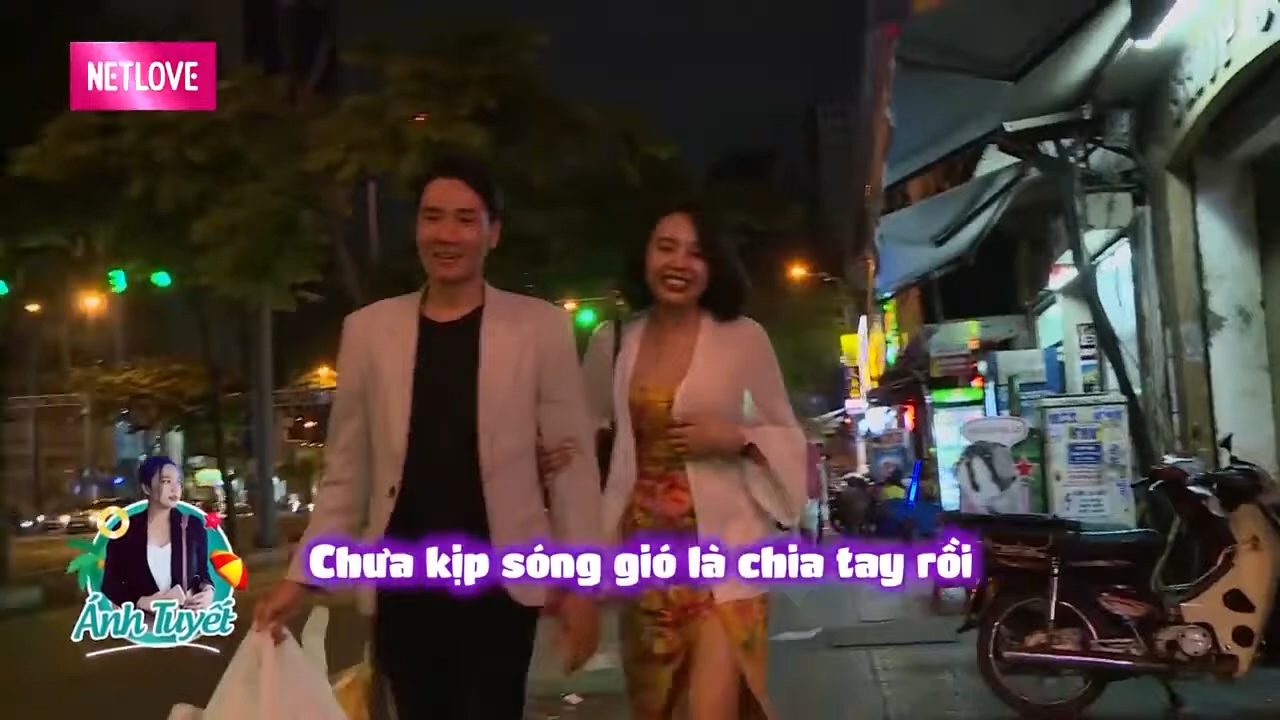 NETLOVE
Chưa kịp sóng gió là chia tay rồi
Ánh Tuyết